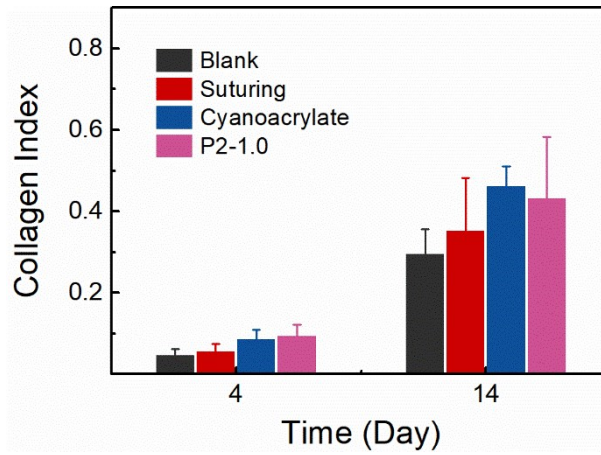 Collagen Index
0.8
0.6
0.4
0.2
Blank
Suturing
Cyanoacrylate
P2-1.0
4
14
Time (Day)